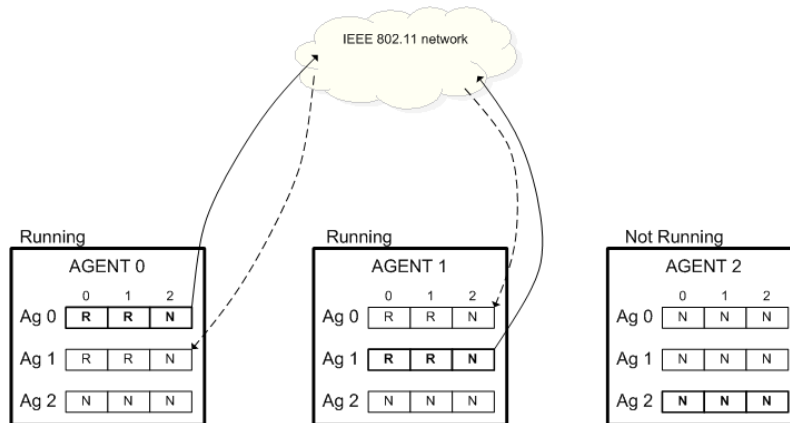 IEEE 802.11 network
Running
AGENT 0
0 1 2
Ag 0 R R N
Ag 1 R R N
Ag 2 N N N
Running
AGENT 1
0 1 2
Ag 0 R R N
Ag 1 R R N
Ag 2 N N N
Not Running
AGENT 2
0 1 2
Ag 0 N N N
Ag 1 N N N
Ag 2 N N N